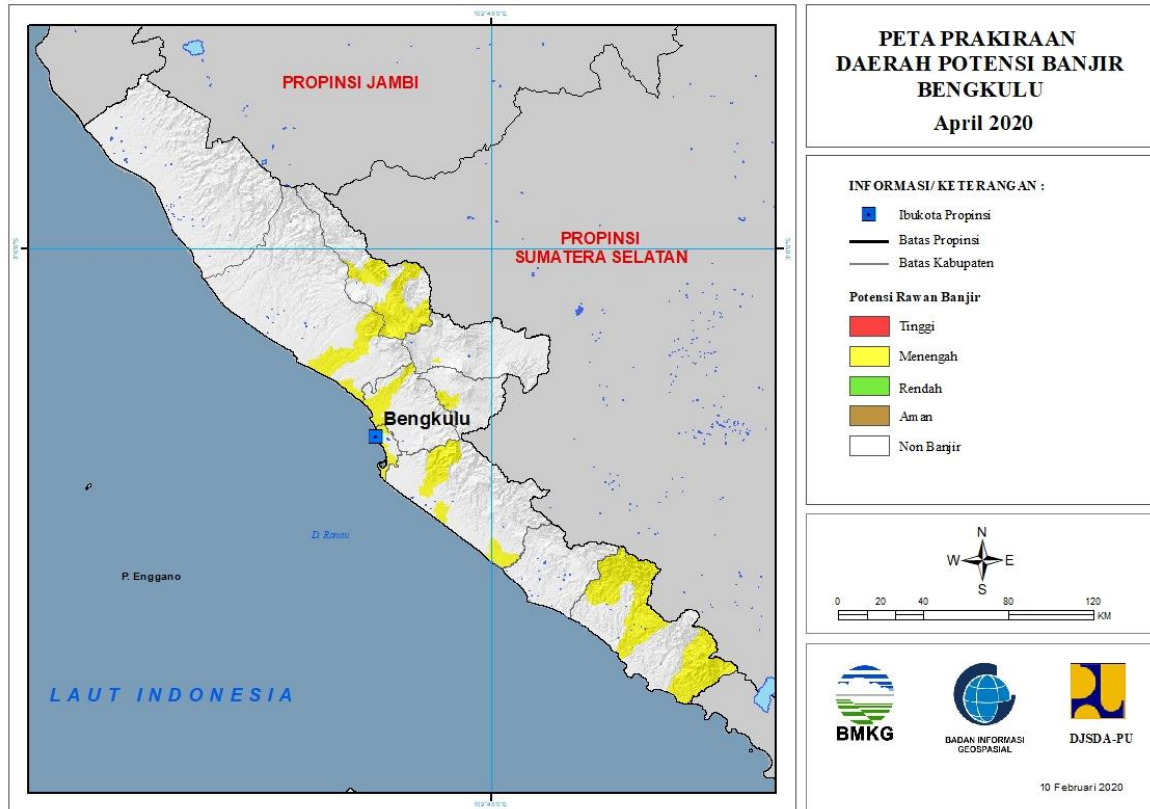 PROPINSI JAMBI
PROPINSI
SUMATERA SELATAN
Bengkulu
D. Ranau
P. Enggano
LAUT INDONESIA
PETA PRAKIRAAN
DAERAH POTENSI BANJIR
BENGKULU
April 2020
INFORMASI/ KETERANGAN :
Ibukota Propinsi
Batas Propinsi
Batas Kabupaten
Potensi Rawan Banjir
Tinggi
Menengah
Rendah
Aman
Non Banjir
N
W E
S
0 20 40 80 120
KM
BMKG
BADAN INFORMASI
GEOSPASIAL
DJSDA-PU
10 Februari 2020